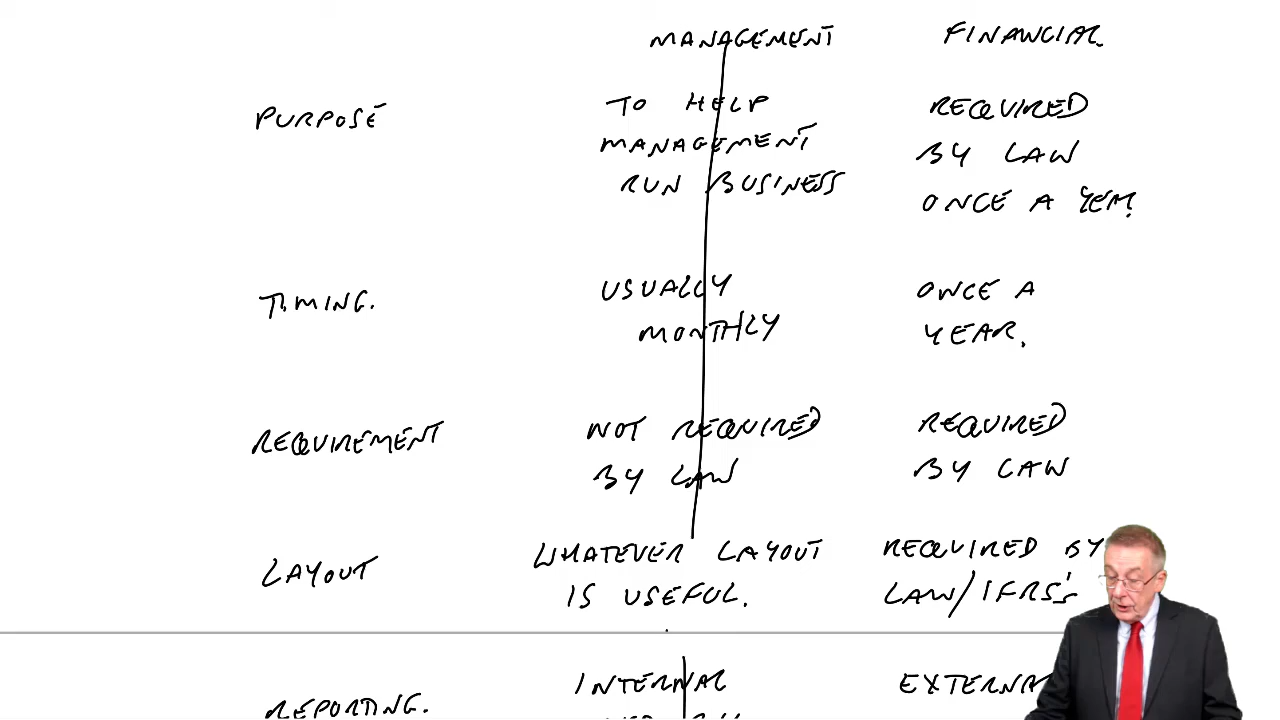 MANAGEMENT FINANCIAL.
PURPOSE TO HELP REQUIRED
MANAGEMENT BY LAW
RUN BUSINESS ONCE A YEAR.
TIMING. USUALLY ONCE A
MONTHLY YEAR.
REQUIREMENT NOT REQUIRED REQUIRED
BY LAW BY LAW
LAYOUT WHATEVER LAYOUT REQUIRED BY
IS USEFUL. LAW/IFRS'S
REPORTING. INTERNAL EXTERNAL